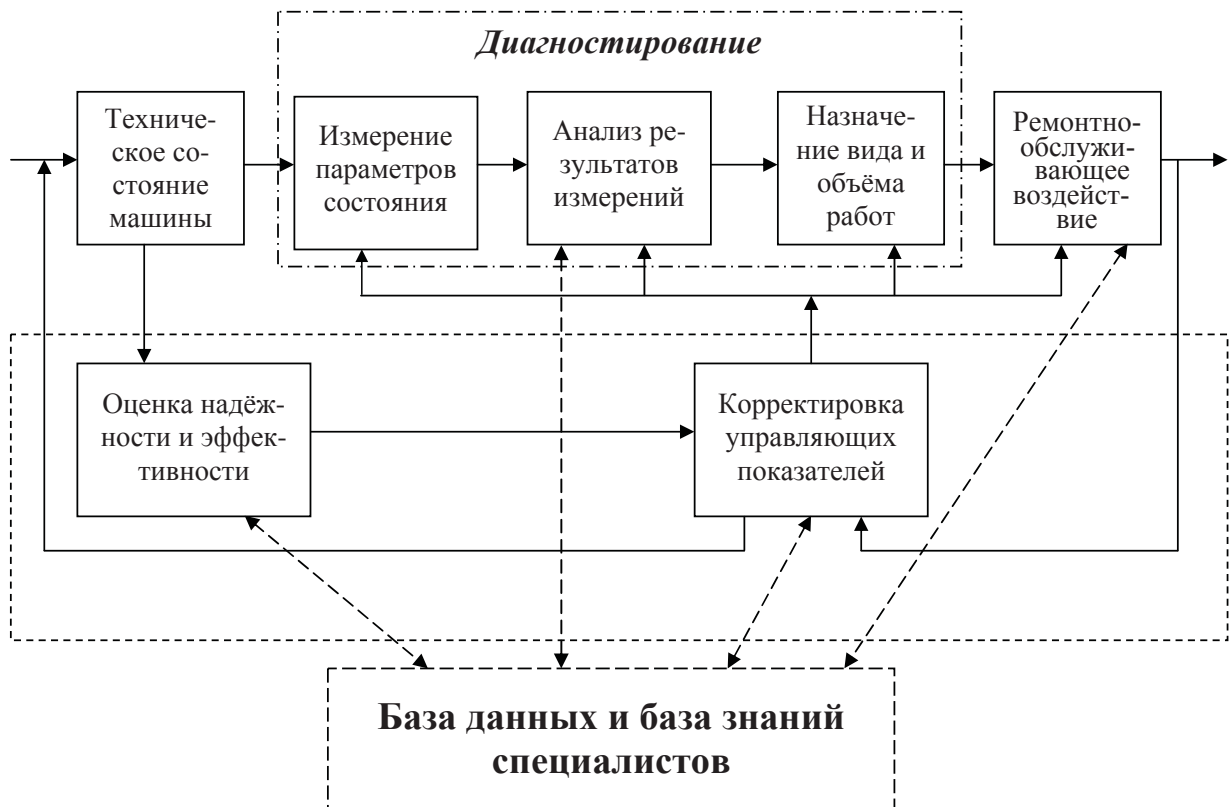 Диагностирование
Техниче-
ское со-
стояние
машины
Измерение
параметров
состояния
Анализ ре-
зультатов
измерений
Назначе-
ние вида и
объёма
работ
Ремонтно-
обслужи-
вающее
воздейст-
вие
Оценка надёж-
ности и эффек-
тивности
Корректировка
управляющих
показателей
База данных и база знаний
специалистов